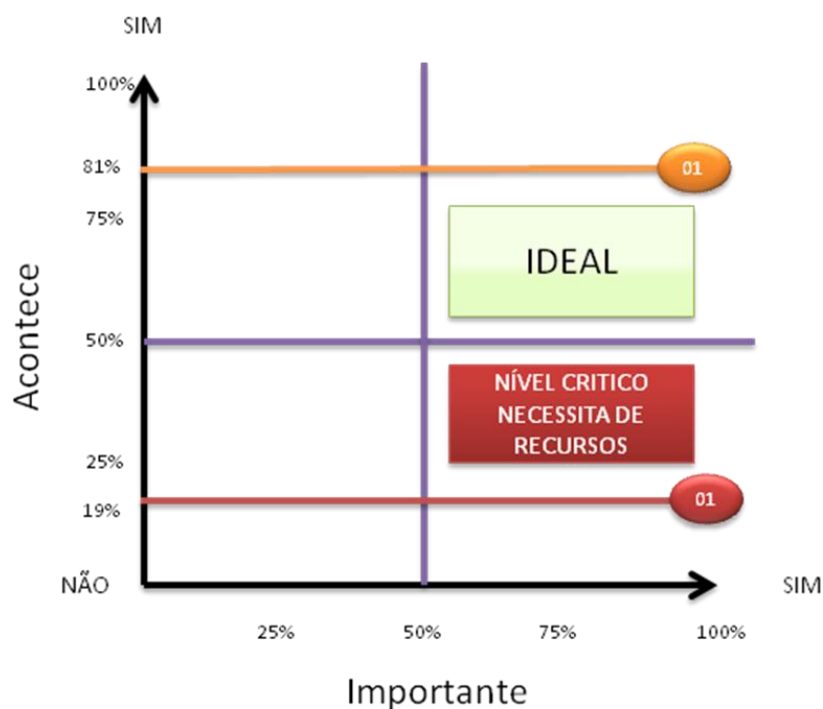 SIM
100%
81%
01
75%
IDEAL
Acontece
50%
NÍVEL CRITICO
NECESSITA DE
RECURSOS
25%
19%
01
NÃO
SIM
25%
50%
75%
100%
Importante